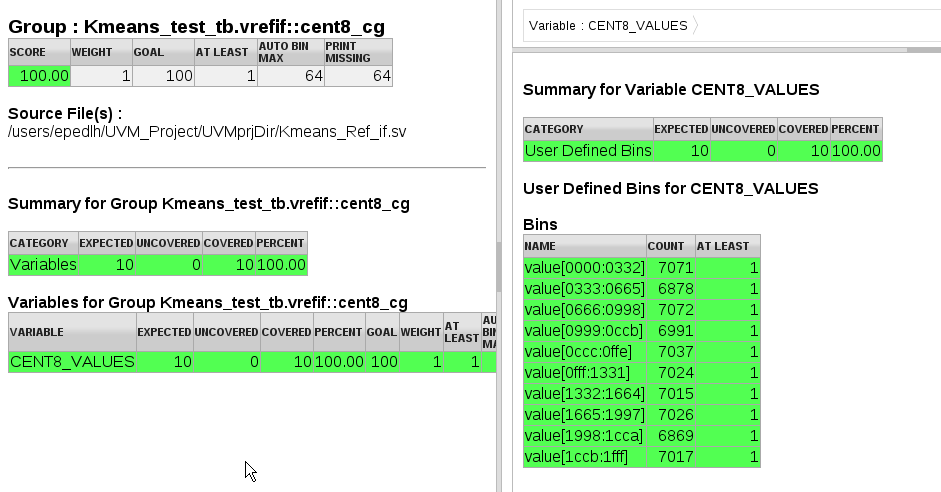 Group : Kmeans_test_tb.vrefif::cent8_cg
SCORE WEIGHT GOAL AT LEAST AUTO BIN MAX PRINT MISSING
100.00 1 100 1 64 64
Source File(s) :
/users/epedlh/UVM_Project/UVMprjDir/Kmeans_Ref_if.sv
Summary for Group Kmeans_test_tb.vrefif::cent8_cg
CATEGORY EXPECTED UNCOVERED COVERED PERCENT
Variables 10 0 10 100.00
Variables for Group Kmeans_test_tb.vrefif::cent8_cg
VARIABLE EXPECTED UNCOVERED COVERED PERCENT GOAL WEIGHT AT LEAST
CENT8_VALUES 10 0 10 100.00 100 1 1
Variable : CENT8_VALUES
Summary for Variable CENT8_VALUES
CATEGORY EXPECTED UNCOVERED COVERED PERCENT
User Defined Bins 10 0 10 100.00
User Defined Bins for CENT8_VALUES
Bins
NAME COUNT AT LEAST
value[0000:0332] 7071 1
value[0333:0665] 6878 1
value[0666:0998] 7072 1
value[0999:0ccb] 6991 1
value[0ccc:0ffe] 7037 1
value[0fff:1331] 7024 1
value[1332:1664] 7015 1
value[1665:1997] 7026 1
value[1998:1cca] 6869 1
value[1ccb:1fff] 7017 1